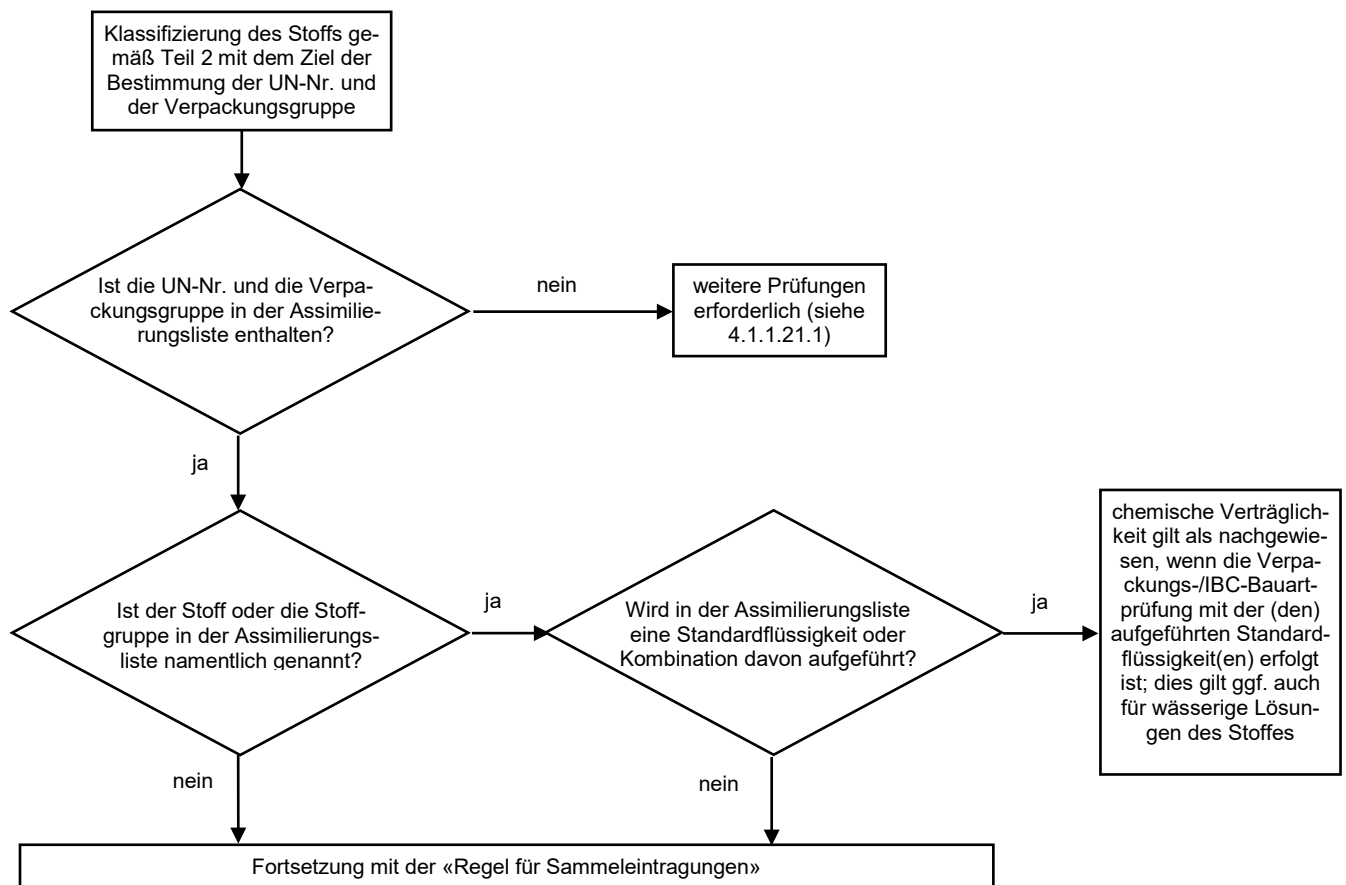 Klassifizierung des Stoffs ge-
mäß Teil 2 mit dem Ziel der
Bestimmung der UN-Nr. und
der Verpackungsgruppe
Ist die UN-Nr. und die Verpa-
ckungsgruppe in der Assimilie-
rungsliste enthalten?
nein
weitere Prüfungen
erforderlich (siehe
4.1.1.21.1)
ja
Ist der Stoff oder die Stoff-
gruppe in der Assimilierungs-
liste namentlich genannt?
ja
Wird in der Assimilierungsliste
eine Standardflüssigkeit oder
Kombination davon aufgeführt?
ja
chemische Verträglich-
keit gilt als nachgewie-
sen, wenn die Verpa-
ckungs-/IBC-Bauart-
prüfung mit der (den)
aufgeführten Standard-
flüssigkeit(en) erfolgt
ist; dies gilt ggf. auch
für wässerige Lösun-
gen des Stoffes
nein
nein
Fortsetzung mit der «Regel für Sammeleintragungen»